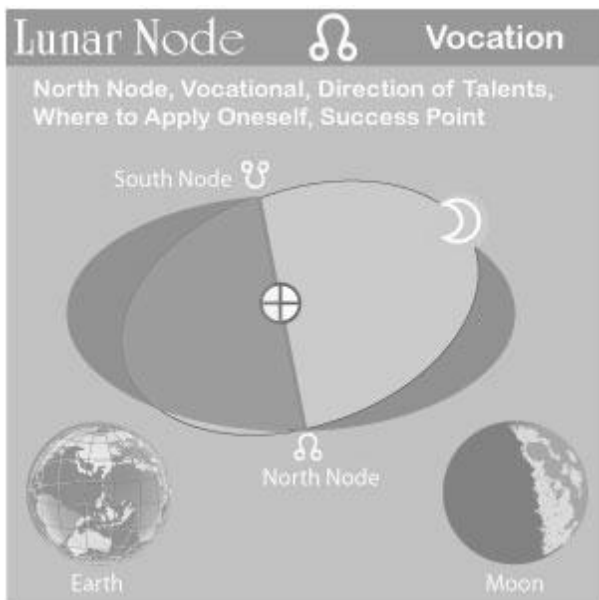 Lunar Node ☊ Vocation
North Node, Vocational, Direction of Talents,
Where to Apply Oneself, Success Point
South Node ☋
☊
North Node
Earth
Moon